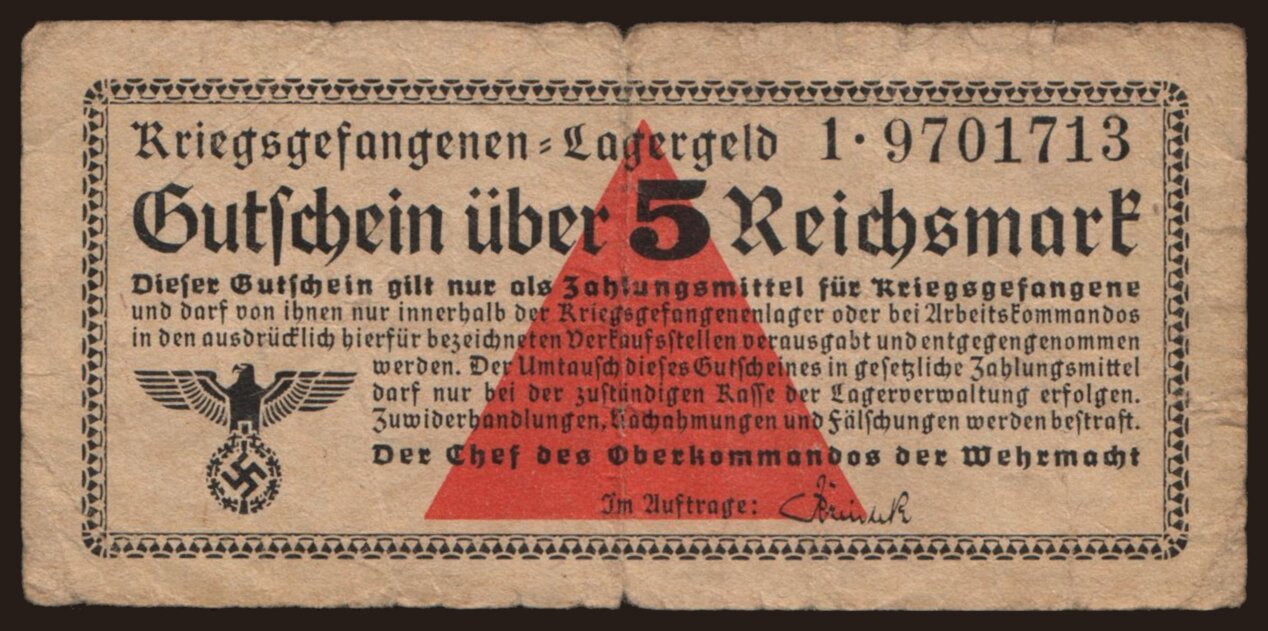 Kriegsgefangenen=Lagergeld 1·9701713
Gutschein über 5 Reichsmark
Dieser Gutschein gilt nur als Zahlungsmittel für Kriegsgefangene
und darf von ihnen nur innerhalb der Kriegsgefangenenlager oder bei Arbeitskommandos
in den ausdrücklich hierfür bezeichneten Verkaufsstellen verausgabt und entgegengenommen
werden. Der Umtausch dieses Gutscheines in gesetzliche Zahlungsmittel
darf nur bei der zuständigen Kasse der Lagerverwaltung erfolgen.
Zuwiderhandlungen, Nachahmungen und Fälschungen werden bestraft.
Der Chef des Oberkommandos der Wehrmacht
Im Auftrage: